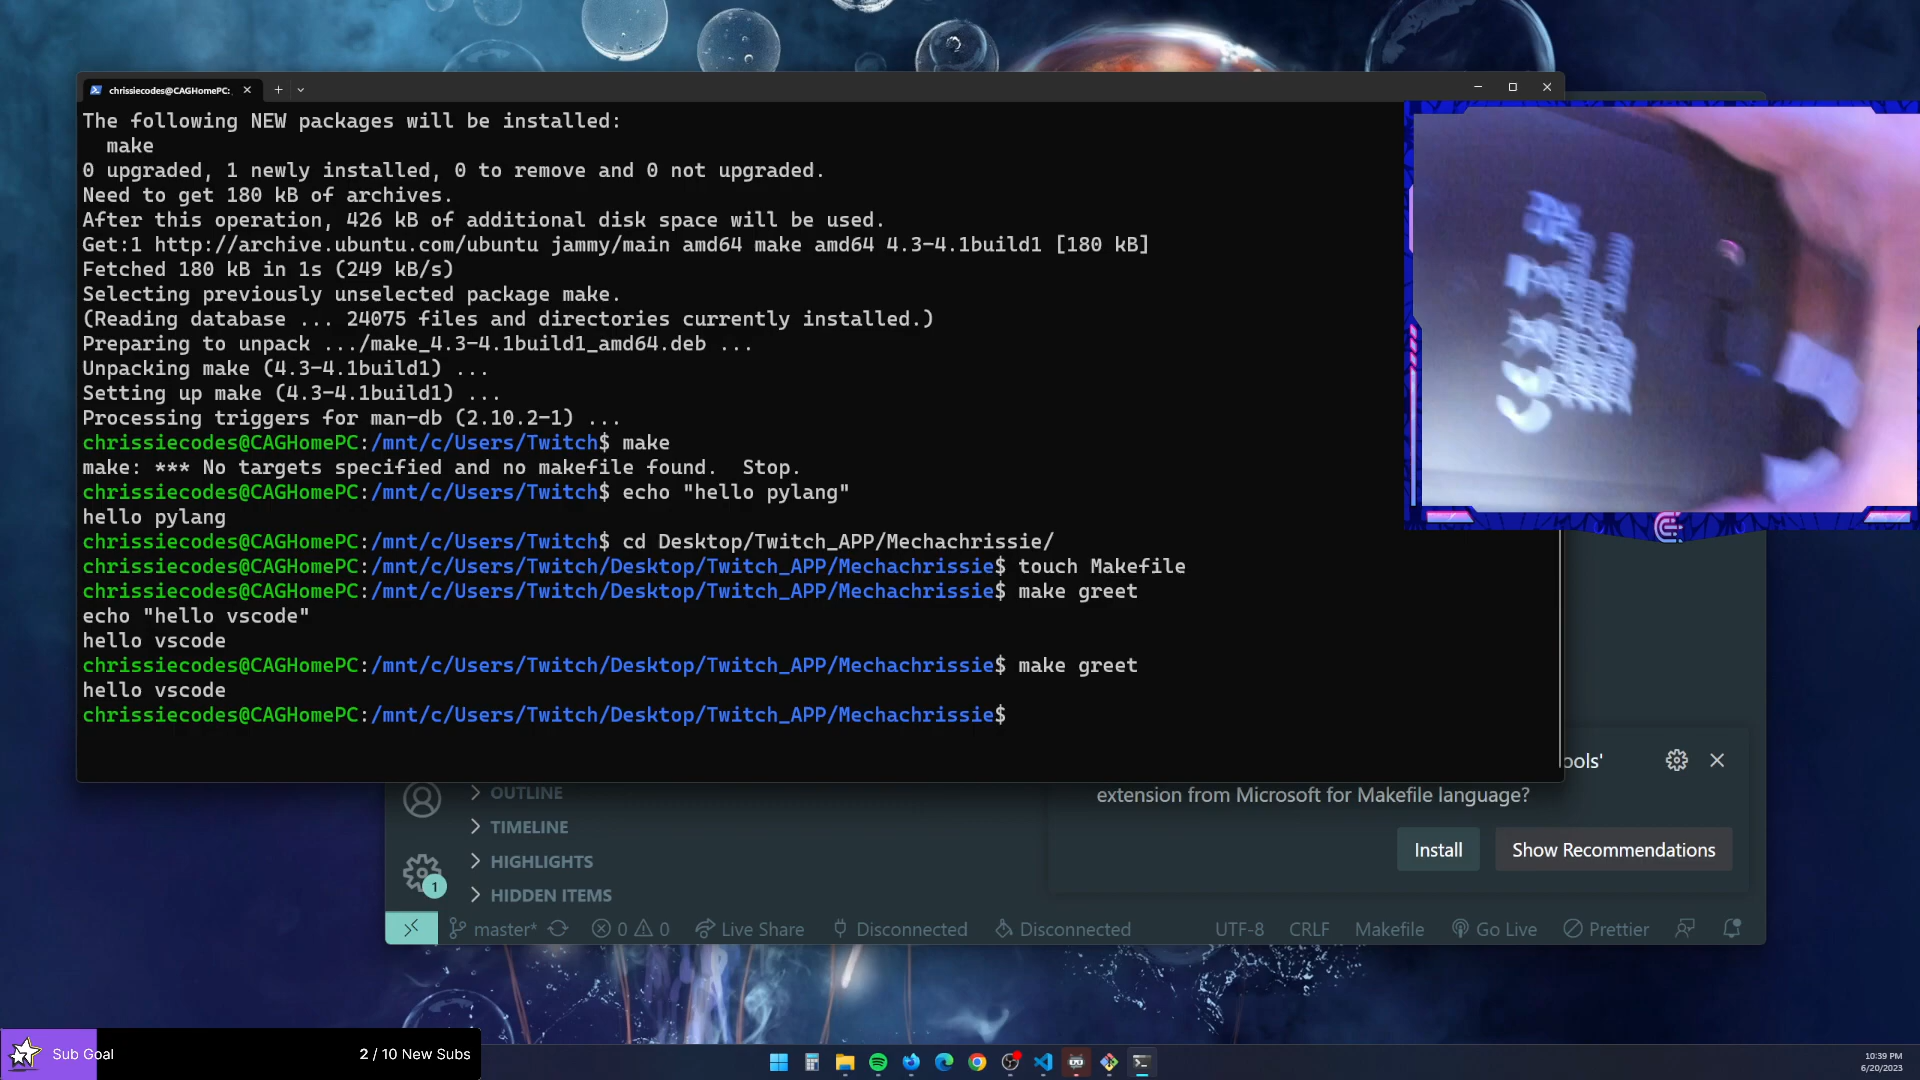 chrissiecodes@CAGHomePC:
The following NEW packages will be installed:
make
0 upgraded, 1 newly installed, 0 to remove and 0 not upgraded.
Need to get 180 kB of archives.
After this operation, 426 kB of additional disk space will be used.
Get:1 http://archive.ubuntu.com/ubuntu jammy/main amd64 make amd64 4.3-4.1build1 [180 kB]
Fetched 180 kB in 1s (249 kB/s)
Selecting previously unselected package make.
(Reading database ... 24075 files and directories currently installed.)
Preparing to unpack .../make_4.3-4.1build1_amd64.deb ...
Unpacking make (4.3-4.1build1) ...
Setting up make (4.3-4.1build1) ...
Processing triggers for man-db (2.10.2-1) ...
chrissiecodes@CAGHomePC:/mnt/c/Users/Twitch$ make
make: *** No targets specified and no makefile found.  Stop.
chrissiecodes@CAGHomePC:/mnt/c/Users/Twitch$ echo "hello pylang"
hello pylang
chrissiecodes@CAGHomePC:/mnt/c/Users/Twitch$ cd Desktop/Twitch_APP/Mechachrissie/
chrissiecodes@CAGHomePC:/mnt/c/Users/Twitch/Desktop/Twitch_APP/Mechachrissie$ touch Makefile
chrissiecodes@CAGHomePC:/mnt/c/Users/Twitch/Desktop/Twitch_APP/Mechachrissie$ make greet
echo "hello vscode"
hello vscode
chrissiecodes@CAGHomePC:/mnt/c/Users/Twitch/Desktop/Twitch_APP/Mechachrissie$ make greet
hello vscode
chrissiecodes@CAGHomePC:/mnt/c/Users/Twitch/Desktop/Twitch_APP/Mechachrissie$
ools'
extension from Microsoft for Makefile language?
Install
Show Recommendations
OUTLINE
TIMELINE
HIGHLIGHTS
HIDDEN ITEMS
1
master* 0 0 Live Share Disconnected Disconnected UTF-8 CRLF Makefile Go Live Prettier
Sub Goal 2 / 10 New Subs
10:39 PM
6/20/2023